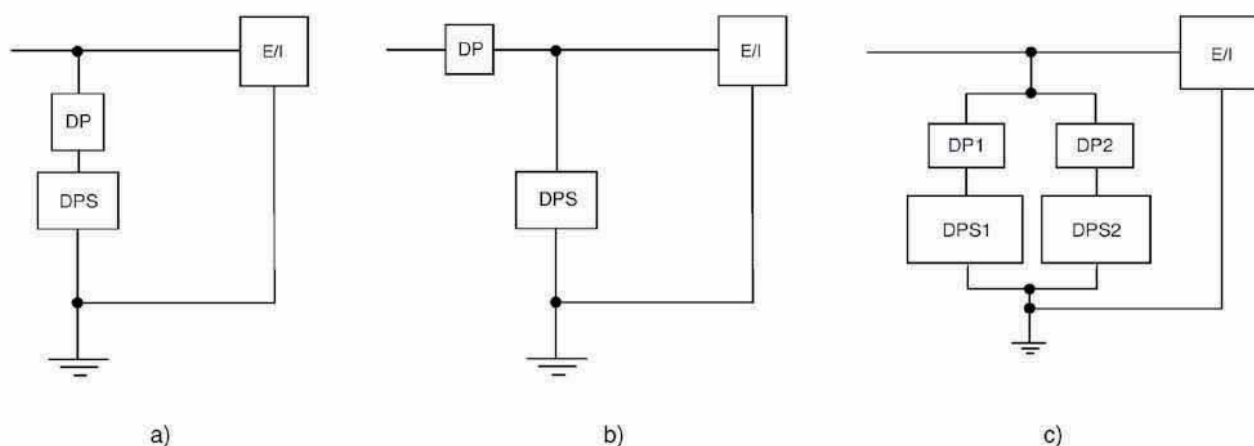 E/I
DP
DPS
a)
DP
E/I
DPS
b)
E/I
DP1
DP2
DPS1
DPS2
c)